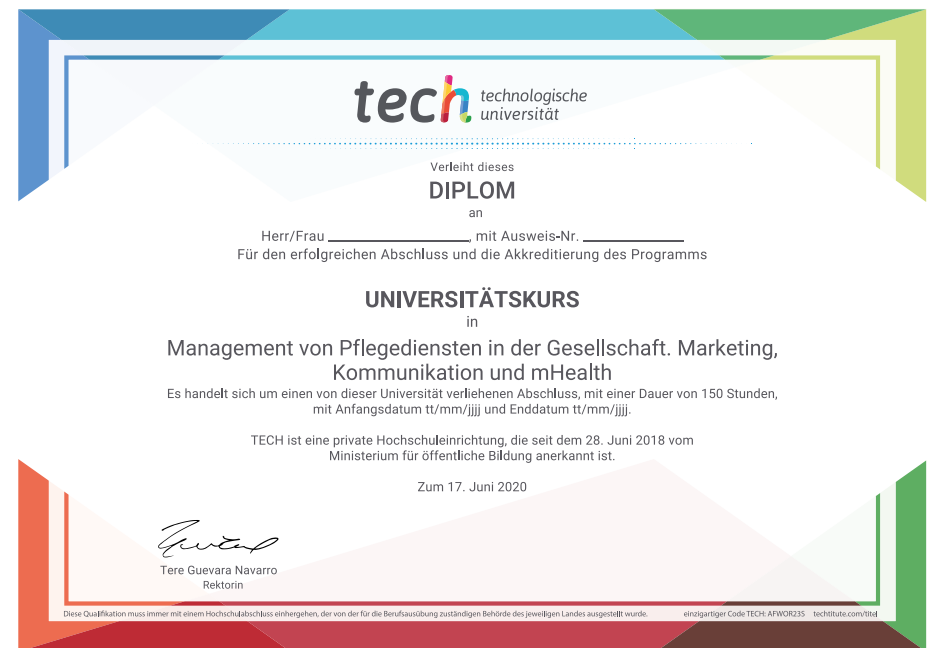 tech technologische
universität
Verleiht dieses
DIPLOM
an
Herr/Frau ____________________, mit Ausweis-Nr. ______________
Für den erfolgreichen Abschluss und die Akkreditierung des Programms
UNIVERSITÄTSKURS
in
Management von Pflegediensten in der Gesellschaft. Marketing,
Kommunikation und mHealth
Es handelt sich um einen von dieser Universität verliehenen Abschluss, mit einer Dauer von 150 Stunden,
mit Anfangsdatum tt/mm/jjjj und Enddatum tt/mm/jjjj.
TECH ist eine private Hochschuleinrichtung, die seit dem 28. Juni 2018 vom
Ministerium für öffentliche Bildung anerkannt ist.
Zum 17. Juni 2020
Tere Guevara Navarro
Rektorin
Diese Qualifikation muss immer mit einem Hochschulabschluss einhergehen, der von der für die Berufsausübung zuständigen Behörde des jeweiligen Landes ausgestellt wurde. einzigartiger Code TECH: AFWOR23S techtitute.com/titel